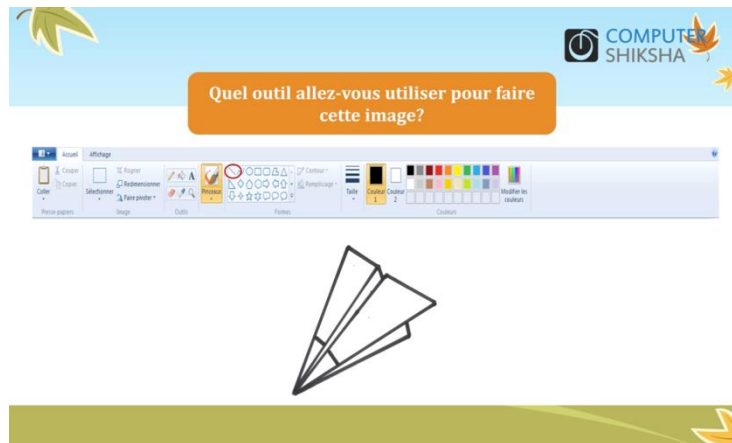 COMPUTER
SHIKSHA
Quel outil allez-vous utiliser pour faire
cette image?
Accueil Affichage
Coller
Couper
Copier
Presse papiers
Sélectionner
Rogner
Redimensionner
Faire pivoter
Image
Outils
Pinceaux
Contour
Remplissage
Formes
Taille
Couleur
1
Couleur
2
Modifier les
couleurs
Couleurs